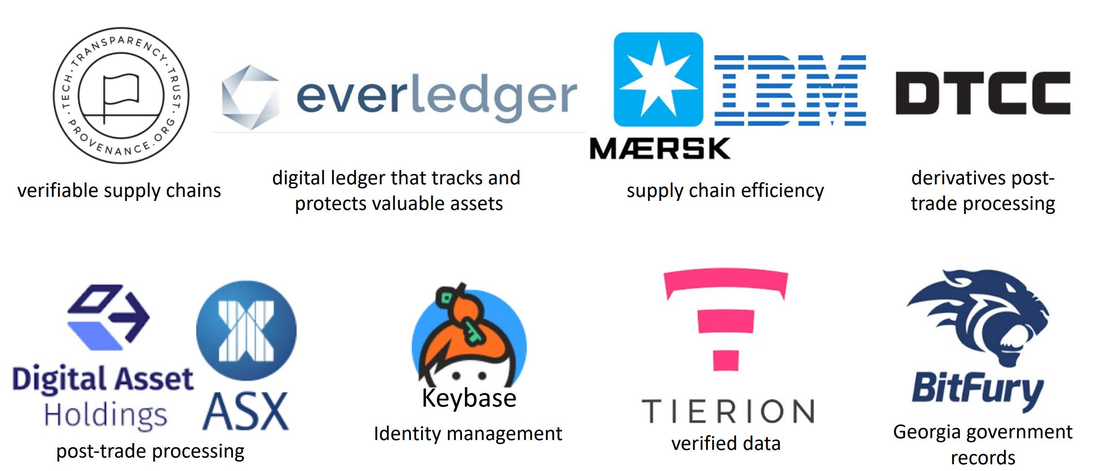 TECH · TRANSPARENCY · TRUST · PROVENANCE.ORG ·
verifiable supply chains
everledger
digital ledger that tracks and
protects valuable assets
MÆRSK
IBM
supply chain efficiency
DTCC
derivatives post-
trade processing
Digital Asset
Holdings
ASX
post-trade processing
Keybase
Identity management
TIERION
verified data
BitFury
Georgia government
records